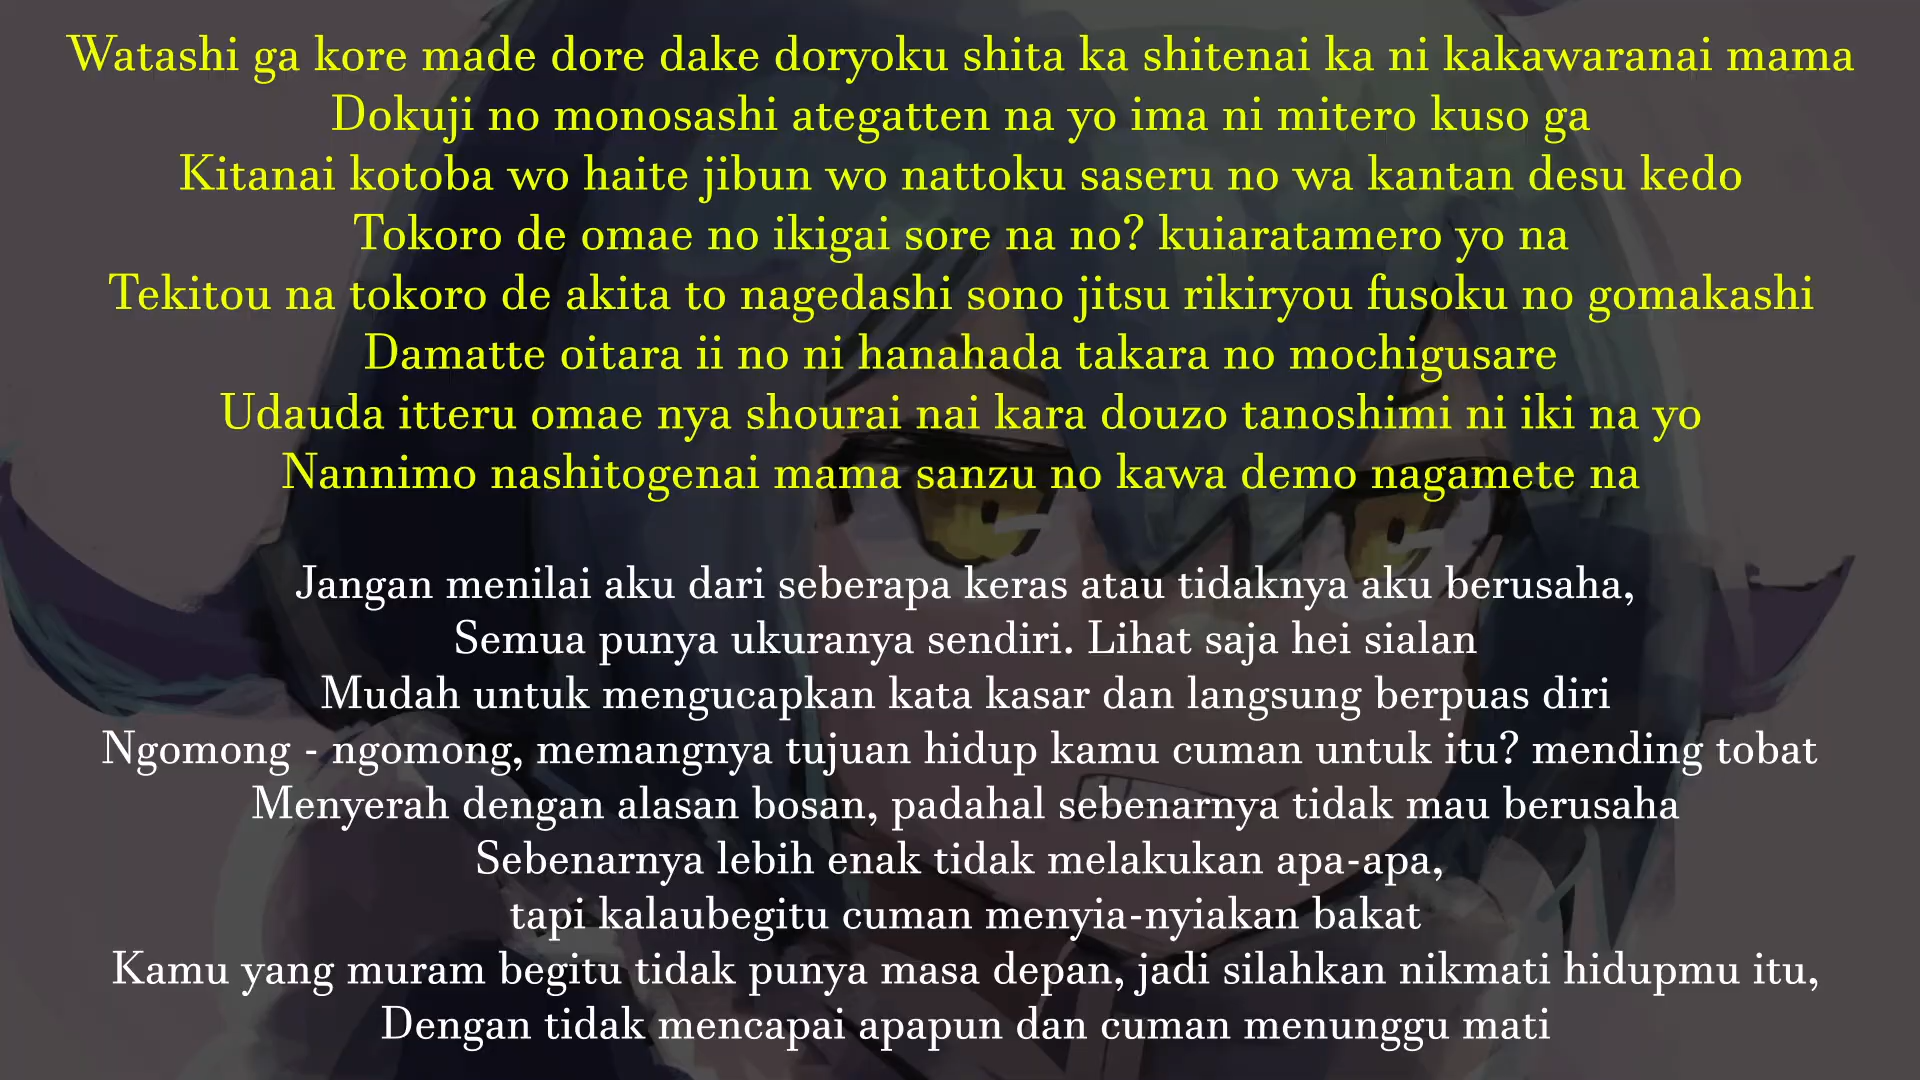 Watashi ga kore made dore dake doryoku shita ka shitenai ka ni kakawaranai mama
Dokuji no monosashi ategatten na yo ima ni mitero kuso ga
Kitanai kotoba wo haite jibun wo nattoku saseru no wa kantan desu kedo
Tokoro de omae no ikigai sore na no? kuiaratamero yo na
Tekitou na tokoro de akita to nagedashi sono jitsu rikiryou fusoku no gomakashi
Damatte oitara ii no ni hanahada takara no mochigusare
Udauda itteru omae nya shourai nai kara douzo tanoshimi ni iki na yo
Nannimo nashitogenai mama sanzu no kawa demo nagamete na
Jangan menilai aku dari seberapa keras atau tidaknya aku berusaha,
Semua punya ukuranya sendiri. Lihat saja hei sialan
Mudah untuk mengucapkan kata kasar dan langsung berpuas diri
Ngomong - ngomong, memangnya tujuan hidup kamu cuman untuk itu? mending tobat
Menyerah dengan alasan bosan, padahal sebenarnya tidak mau berusaha
Sebenarnya lebih enak tidak melakukan apa-apa,
tapi kalaubegitu cuman menyia-nyiakan bakat
Kamu yang muram begitu tidak punya masa depan, jadi silahkan nikmati hidupmu itu,
Dengan tidak mencapai apapun dan cuman menunggu mati